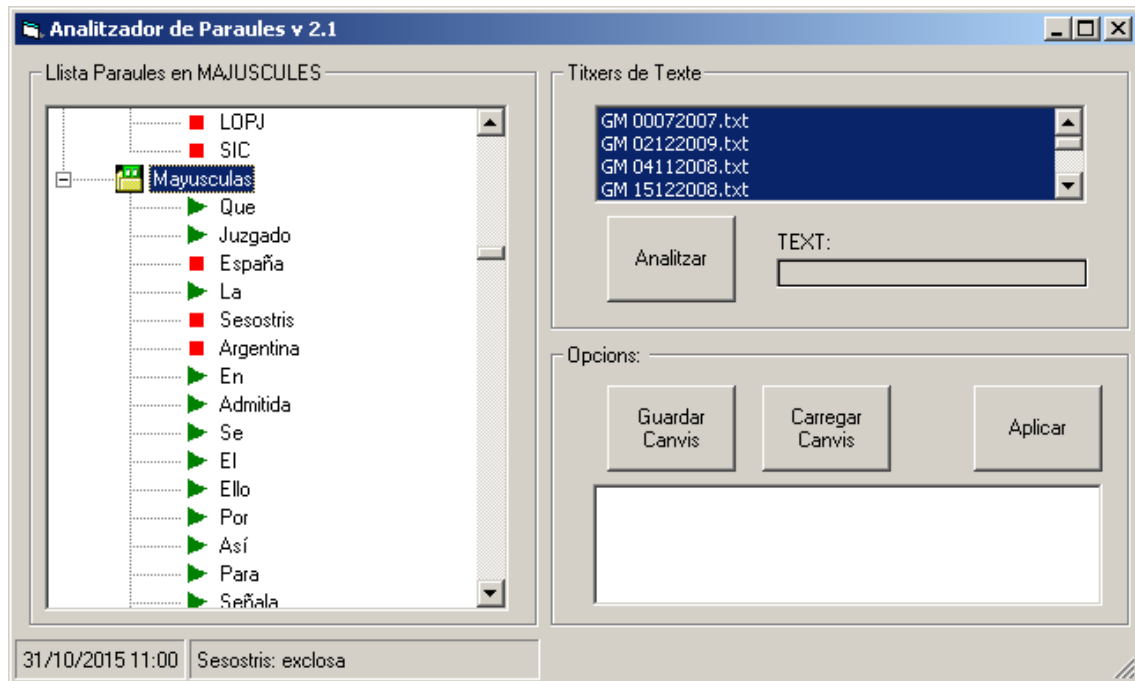 Analitzador de Paraules v 2.1
Llista Paraules en MAJUSCULES
LOPJ
SIC
Mayusculas
Que
Juzgado
España
La
Sesostris
Argentina
En
Admitida
Se
El
Ello
Por
Así
Para
Señala
Titxers de Texte
GM 00072007.txt
GM 02122009.txt
GM 04112008.txt
GM 15122008.txt
Analitzar
TEXT:
Opcions:
Guardar
Canvis
Carregar
Canvis
Aplicar
31/10/2015 11:00
Sesostris: exclosa